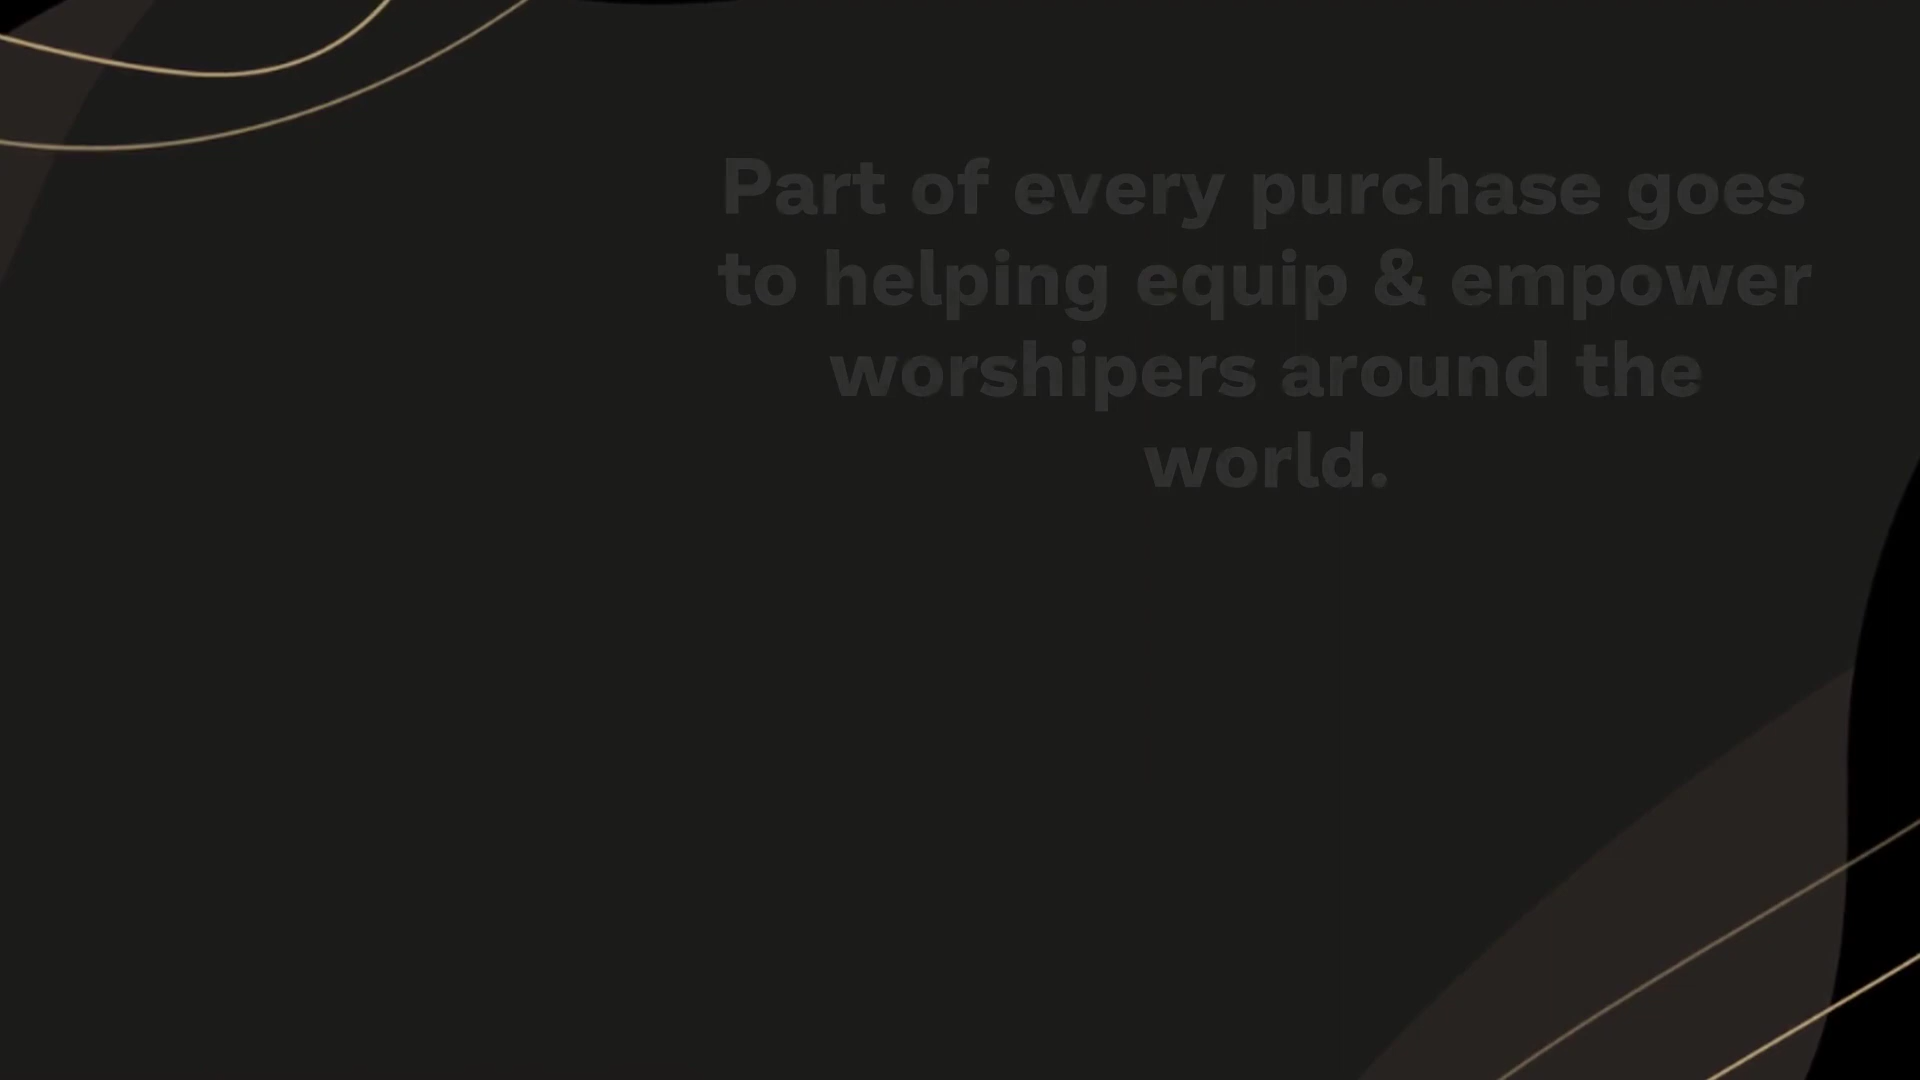 Part of every purchase goes
to helping equip & empower
worshipers around the
world.